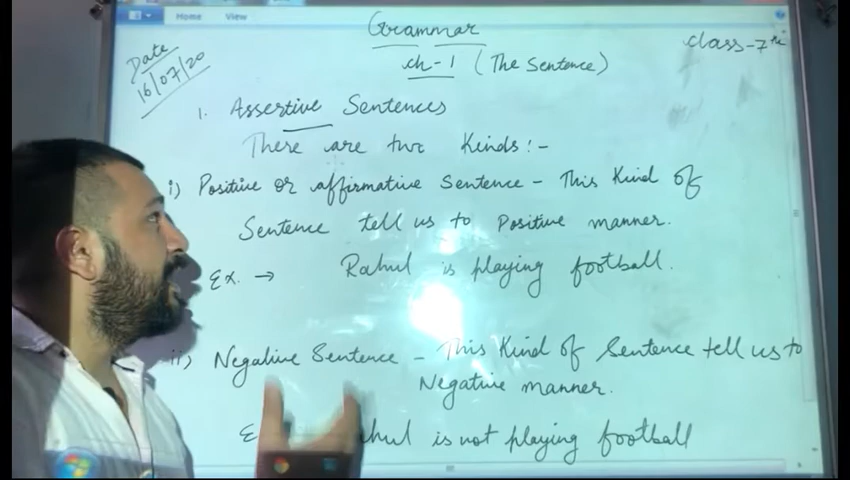 Home View
Grammar
Date
16/07/20
Class-7th
ch-1 (The Sentence)
1. Assertive Sentences
There are two Kinds:-
i) Positive or affirmative Sentence - This Kind of
Sentence tell us to Positive manner.
Ex. → Rahul is playing football.
ii) Negative Sentence - This Kind of Sentence tell us to
Negative manner.
is not playing football